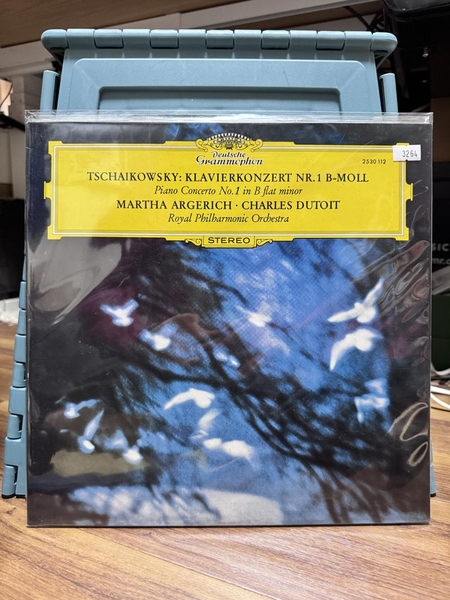 Deutsche
Grammophon
2530 112
3264
TSCHAIKOWSKY: KLAVIERKONZERT NR. 1 B-MOLL
Piano Concerto No. 1 in B flat minor
MARTHA ARGERICH · CHARLES DUTOIT
Royal Philharmonic Orchestra
STEREO